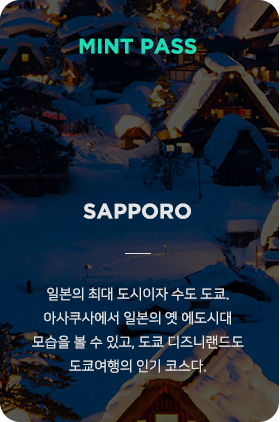 MINT PASS
SAPPORO
일본의 최대 도시이자 수도 도쿄.
아사쿠사에서 일본의 옛 에도시대
모습을 볼 수 있고, 도쿄 디즈니랜드도
도쿄여행의 인기 코스다.